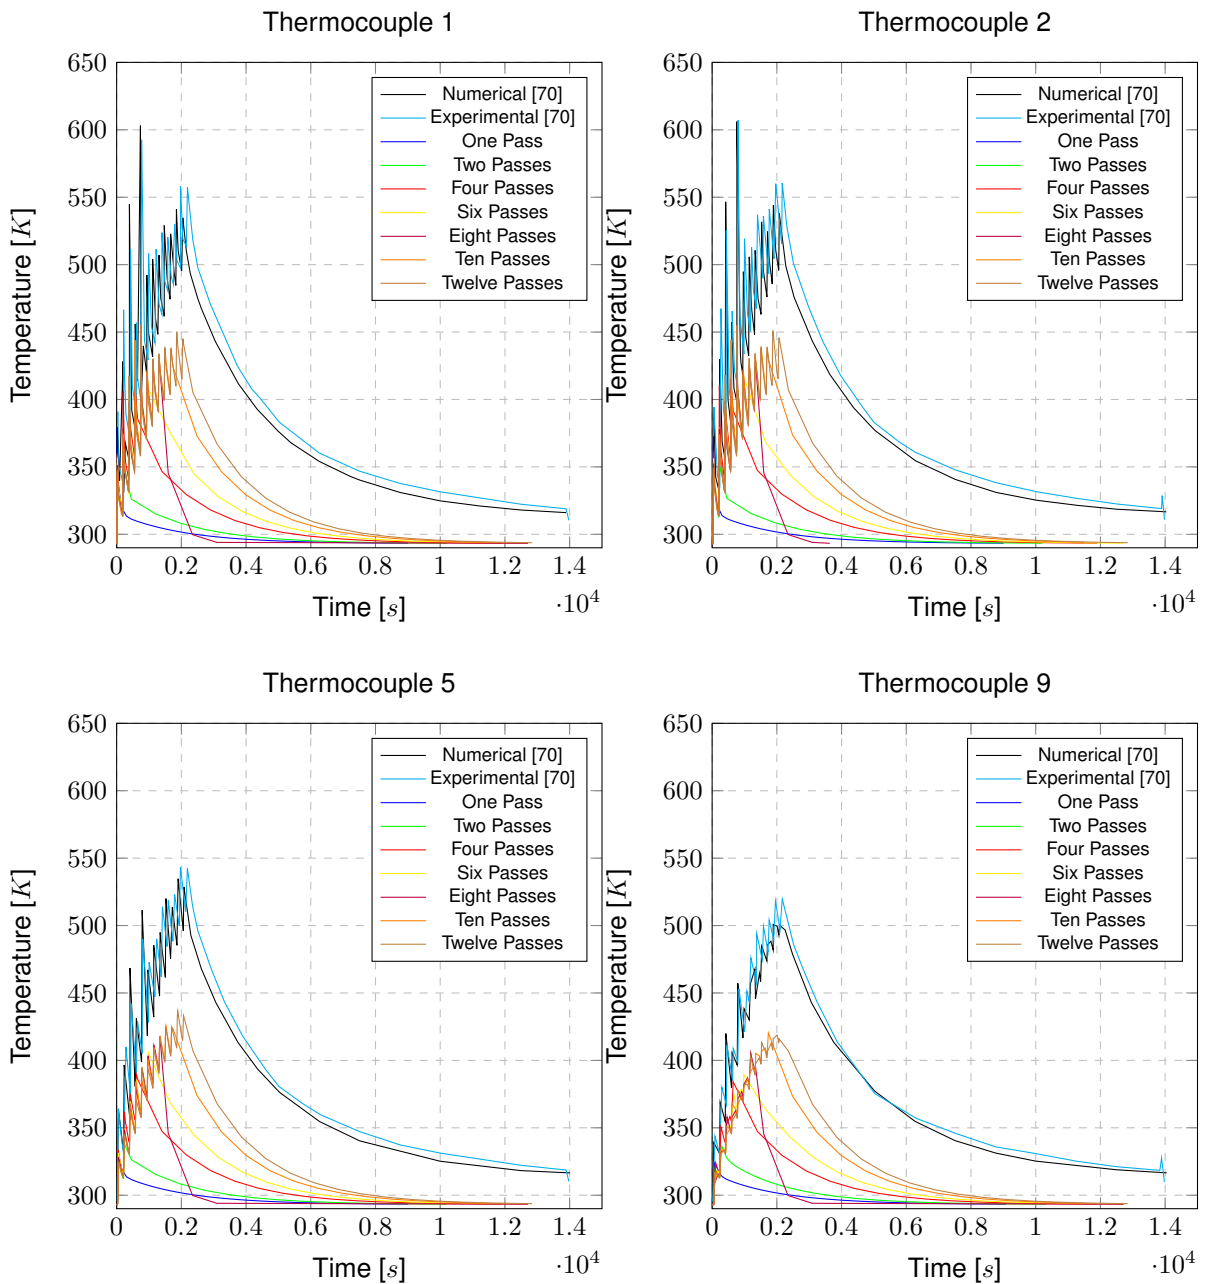 Thermocouple 1
Temperature [K]
650
600
550
500
450
400
350
300
0
0.2
0.4
0.6
0.8
1
1.2
1.4
·10⁴
Time [s]
Numerical [70]
Experimental [70]
One Pass
Two Passes
Four Passes
Six Passes
Eight Passes
Ten Passes
Twelve Passes
Thermocouple 2
Temperature [K]
650
600
550
500
450
400
350
300
0
0.2
0.4
0.6
0.8
1
1.2
1.4
·10⁴
Time [s]
Numerical [70]
Experimental [70]
One Pass
Two Passes
Four Passes
Six Passes
Eight Passes
Ten Passes
Twelve Passes
Thermocouple 5
Temperature [K]
650
600
550
500
450
400
350
300
0
0.2
0.4
0.6
0.8
1
1.2
1.4
·10⁴
Time [s]
Numerical [70]
Experimental [70]
One Pass
Two Passes
Four Passes
Six Passes
Eight Passes
Ten Passes
Twelve Passes
Thermocouple 9
Temperature [K]
650
600
550
500
450
400
350
300
0
0.2
0.4
0.6
0.8
1
1.2
1.4
·10⁴
Time [s]
Numerical [70]
Experimental [70]
One Pass
Two Passes
Four Passes
Six Passes
Eight Passes
Ten Passes
Twelve Passes